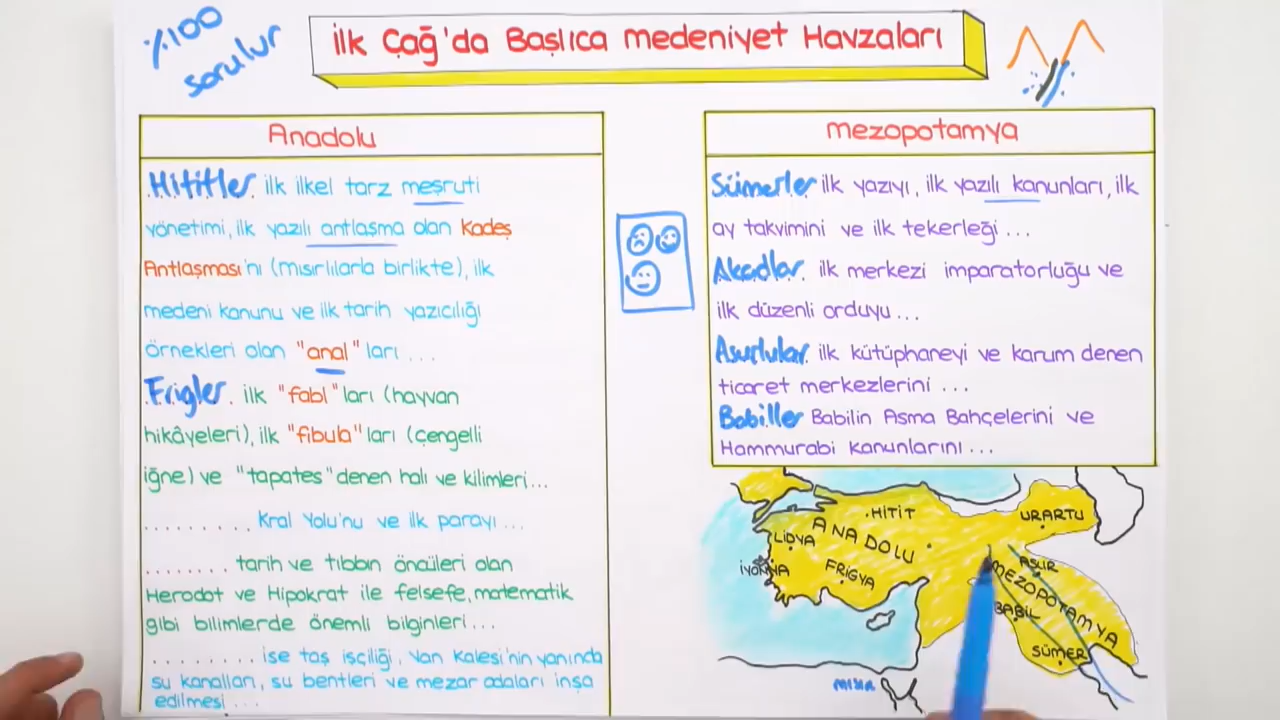 %100
sorulur
İlk Çağ'da Başlıca medeniyet Havzaları
Anadolu
Hititler ilk ilkel tarz meşruti
yönetimi, ilk yazılı antlaşma olan Kadeş
Antlaşması'nı (mısırlılarla birlikte), ilk
medeni kanunu ve ilk tarih yazıcılığı
örnekleri olan "anal"ları ...
Frigler. ilk "fabl"ları (hayvan
hikâyeleri), ilk "fibula"ları (çengelli
iğne) ve "tapates" denen halı ve kilimleri...
......... Kral Yolu'nu ve ilk parayı ...
........ tarih ve tıbbın öncüleri olan
Herodot ve Hipokrat ile felsefe, matematik
gibi bilimlerde önemli bilginleri...
......... ise taş işçiliği, Van Kalesi'nin yanında
su kanalları, su bentleri ve mezar odaları inşa
edilmesi ...
mezopotamya
Sümerler ilk yazıyı, ilk yazılı kanunları, ilk
ay takvimini ve ilk tekerleği ...
Akadlar. ilk merkezi imparatorluğu ve
ilk düzenli orduyu ...
Asurlular. ilk kütüphaneyi ve karum denen
ticaret merkezlerini ...
Babiller Babilin Asma Bahçelerini ve
Hammurabi kanunlarını...
HİTİT
URARTU
ANADOLU
LİDYA
İYONYA
FRİGYA
ASUR
MEZOPOTAMYA
BABİL
SÜMER
mısır